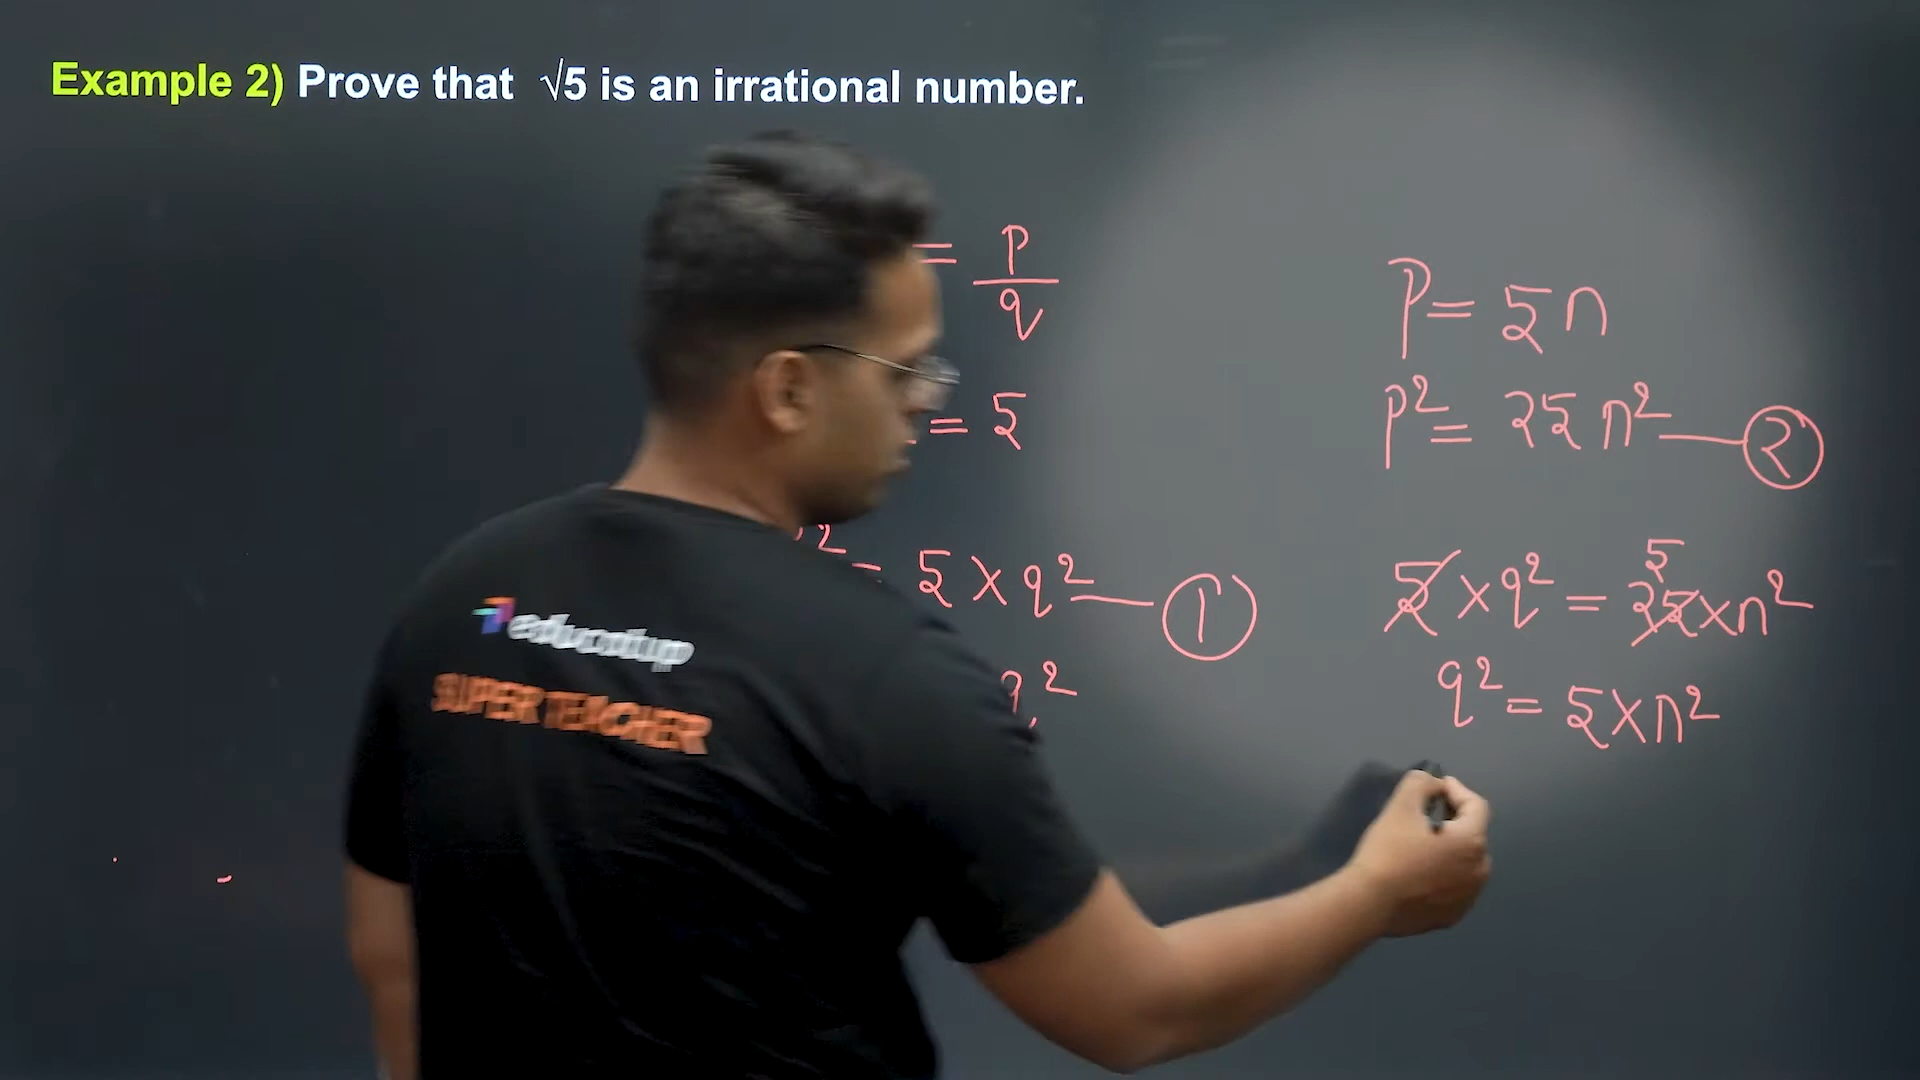 Example 2) Prove that √5 is an irrational number.
= p/q
= 5
² = 5 × q² — ①
q²
P = 5n
P² = 25n² — ②
5 × q² = 25 × n²
5
q² = 5 × n²
educatup
SUPER TEACHER